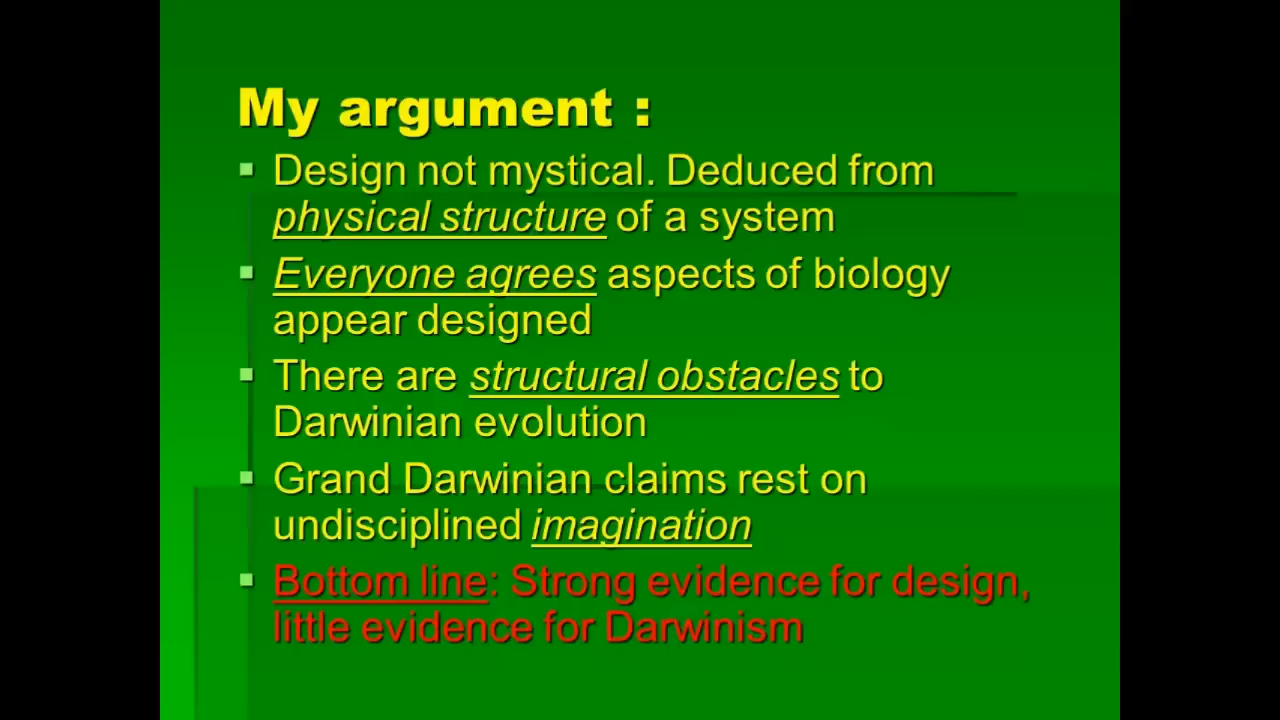 My argument :
Design not mystical. Deduced from
physical structure of a system
Everyone agrees aspects of biology
appear designed
There are structural obstacles to
Darwinian evolution
Grand Darwinian claims rest on
undisciplined imagination
Bottom line: Strong evidence for design,
little evidence for Darwinism